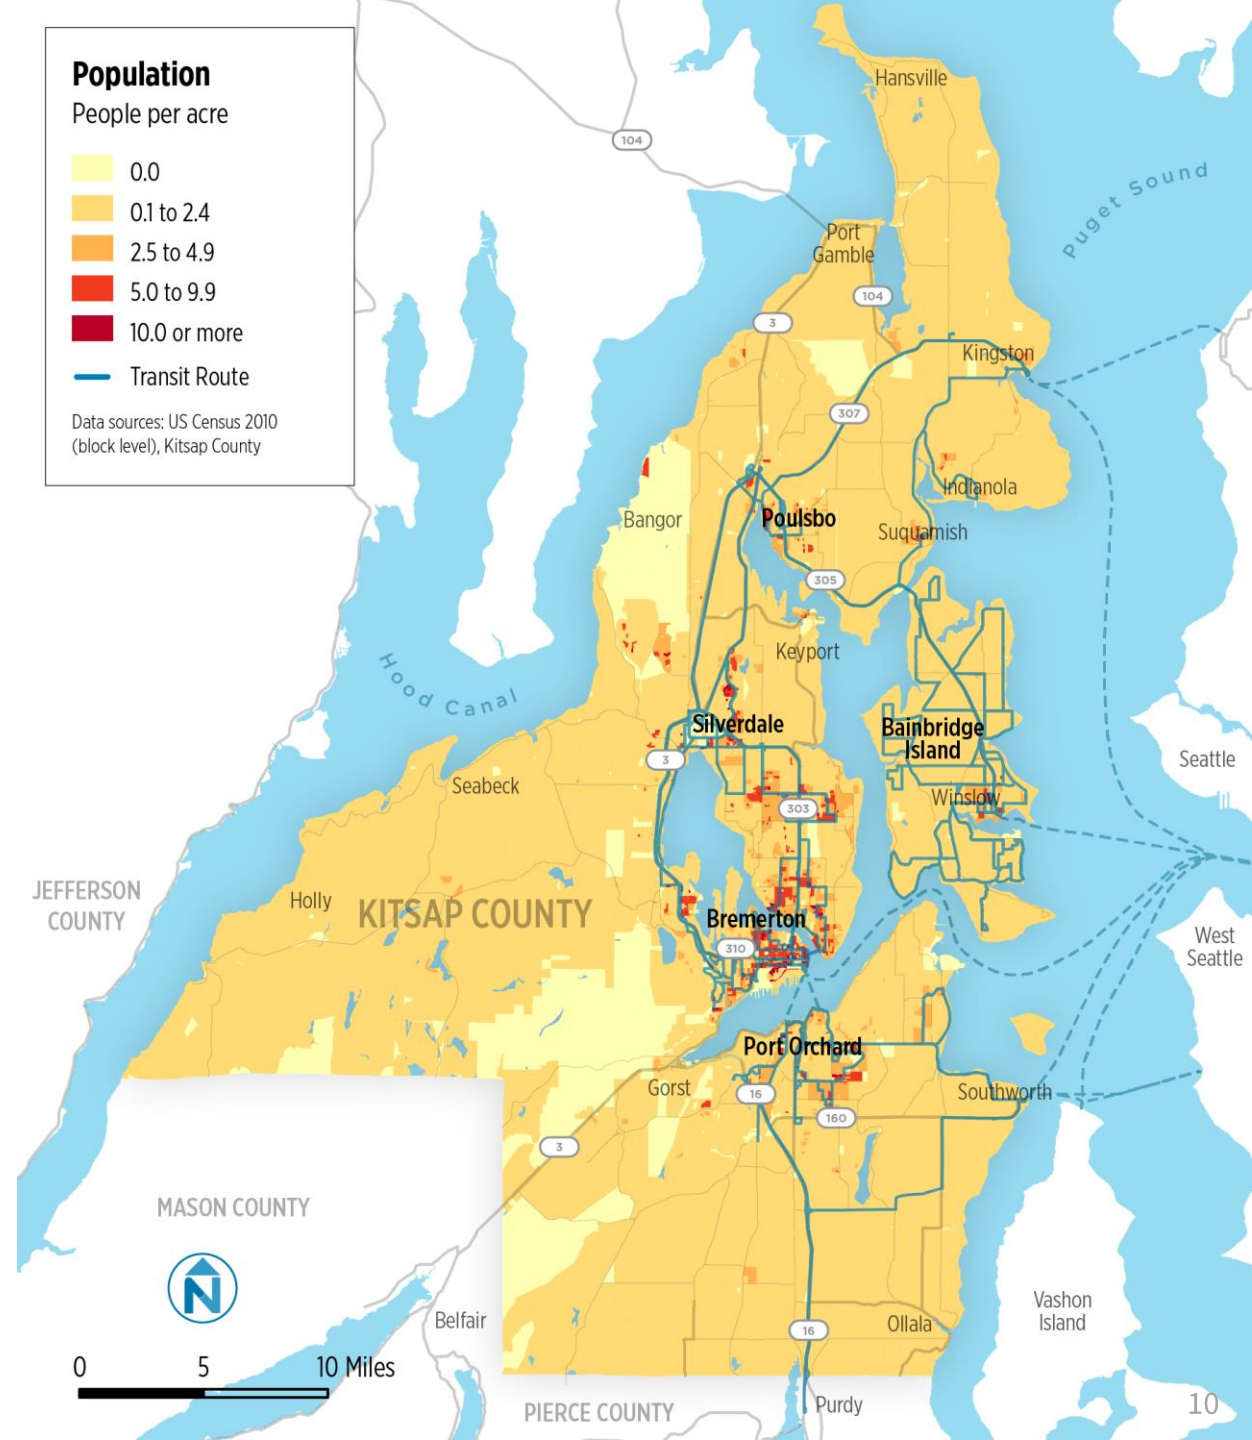 Population
People per acre
0.0
0.1 to 2.4
2.5 to 4.9
5.0 to 9.9
10.0 or more
Transit Route
Data sources: US Census 2010
(block level), Kitsap County
Hansville
104
Puget Sound
Port
Gamble
104
3
Kingston
307
Indianola
Bangor
Poulsbo
Suquamish
305
Keyport
Hood Canal
Silverdale
Bainbridge
Island
3
Seattle
Seabeck
Winslow
303
JEFFERSON
COUNTY
Holly
KITSAP COUNTY
Bremerton
310
West
Seattle
Port Orchard
Gorst
16
Southworth
160
3
MASON COUNTY
N
Vashon
Island
Belfair
Ollala
16
0 5 10 Miles
PIERCE COUNTY
Purdy
10